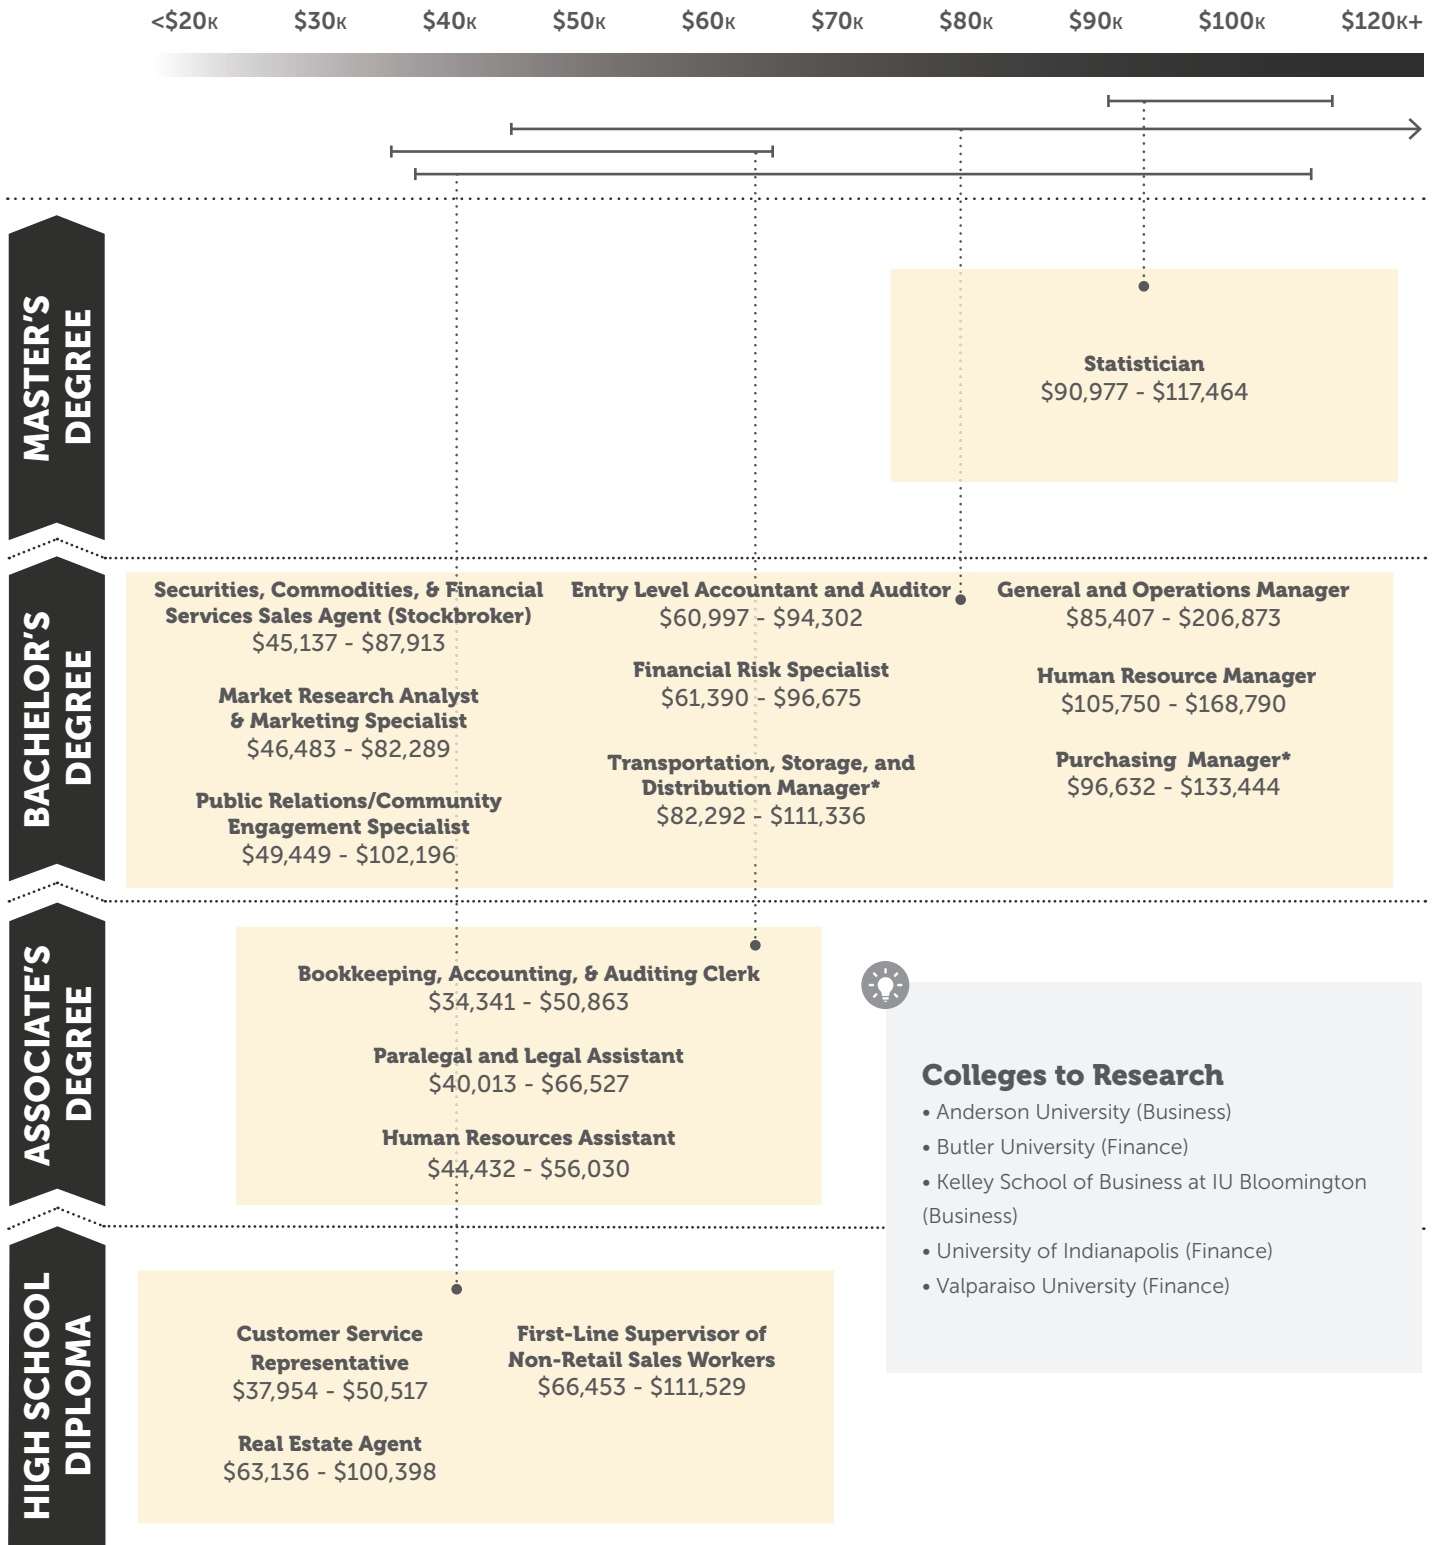 <$20K $30K $40K $50K $60K $70K $80K $90K $100K $120K+
MASTER'S
DEGREE
Statistician
$90,977 - $117,464
BACHELOR'S
DEGREE
Securities, Commodities, & Financial
Services Sales Agent (Stockbroker)
$45,137 - $87,913
Market Research Analyst
& Marketing Specialist
$46,483 - $82,289
Public Relations/Community
Engagement Specialist
$49,449 - $102,196
Entry Level Accountant and Auditor
$60,997 - $94,302
Financial Risk Specialist
$61,390 - $96,675
Transportation, Storage, and
Distribution Manager*
$82,292 - $111,336
General and Operations Manager
$85,407 - $206,873
Human Resource Manager
$105,750 - $168,790
Purchasing Manager*
$96,632 - $133,444
ASSOCIATE'S
DEGREE
Bookkeeping, Accounting, & Auditing Clerk
$34,341 - $50,863
Paralegal and Legal Assistant
$40,013 - $66,527
Human Resources Assistant
$44,432 - $56,030
Colleges to Research
• Anderson University (Business)
• Butler University (Finance)
• Kelley School of Business at IU Bloomington
(Business)
• University of Indianapolis (Finance)
• Valparaiso University (Finance)
HIGH SCHOOL
DIPLOMA
Customer Service
Representative
$37,954 - $50,517
Real Estate Agent
$63,136 - $100,398
First-Line Supervisor of
Non-Retail Sales Workers
$66,453 - $111,529